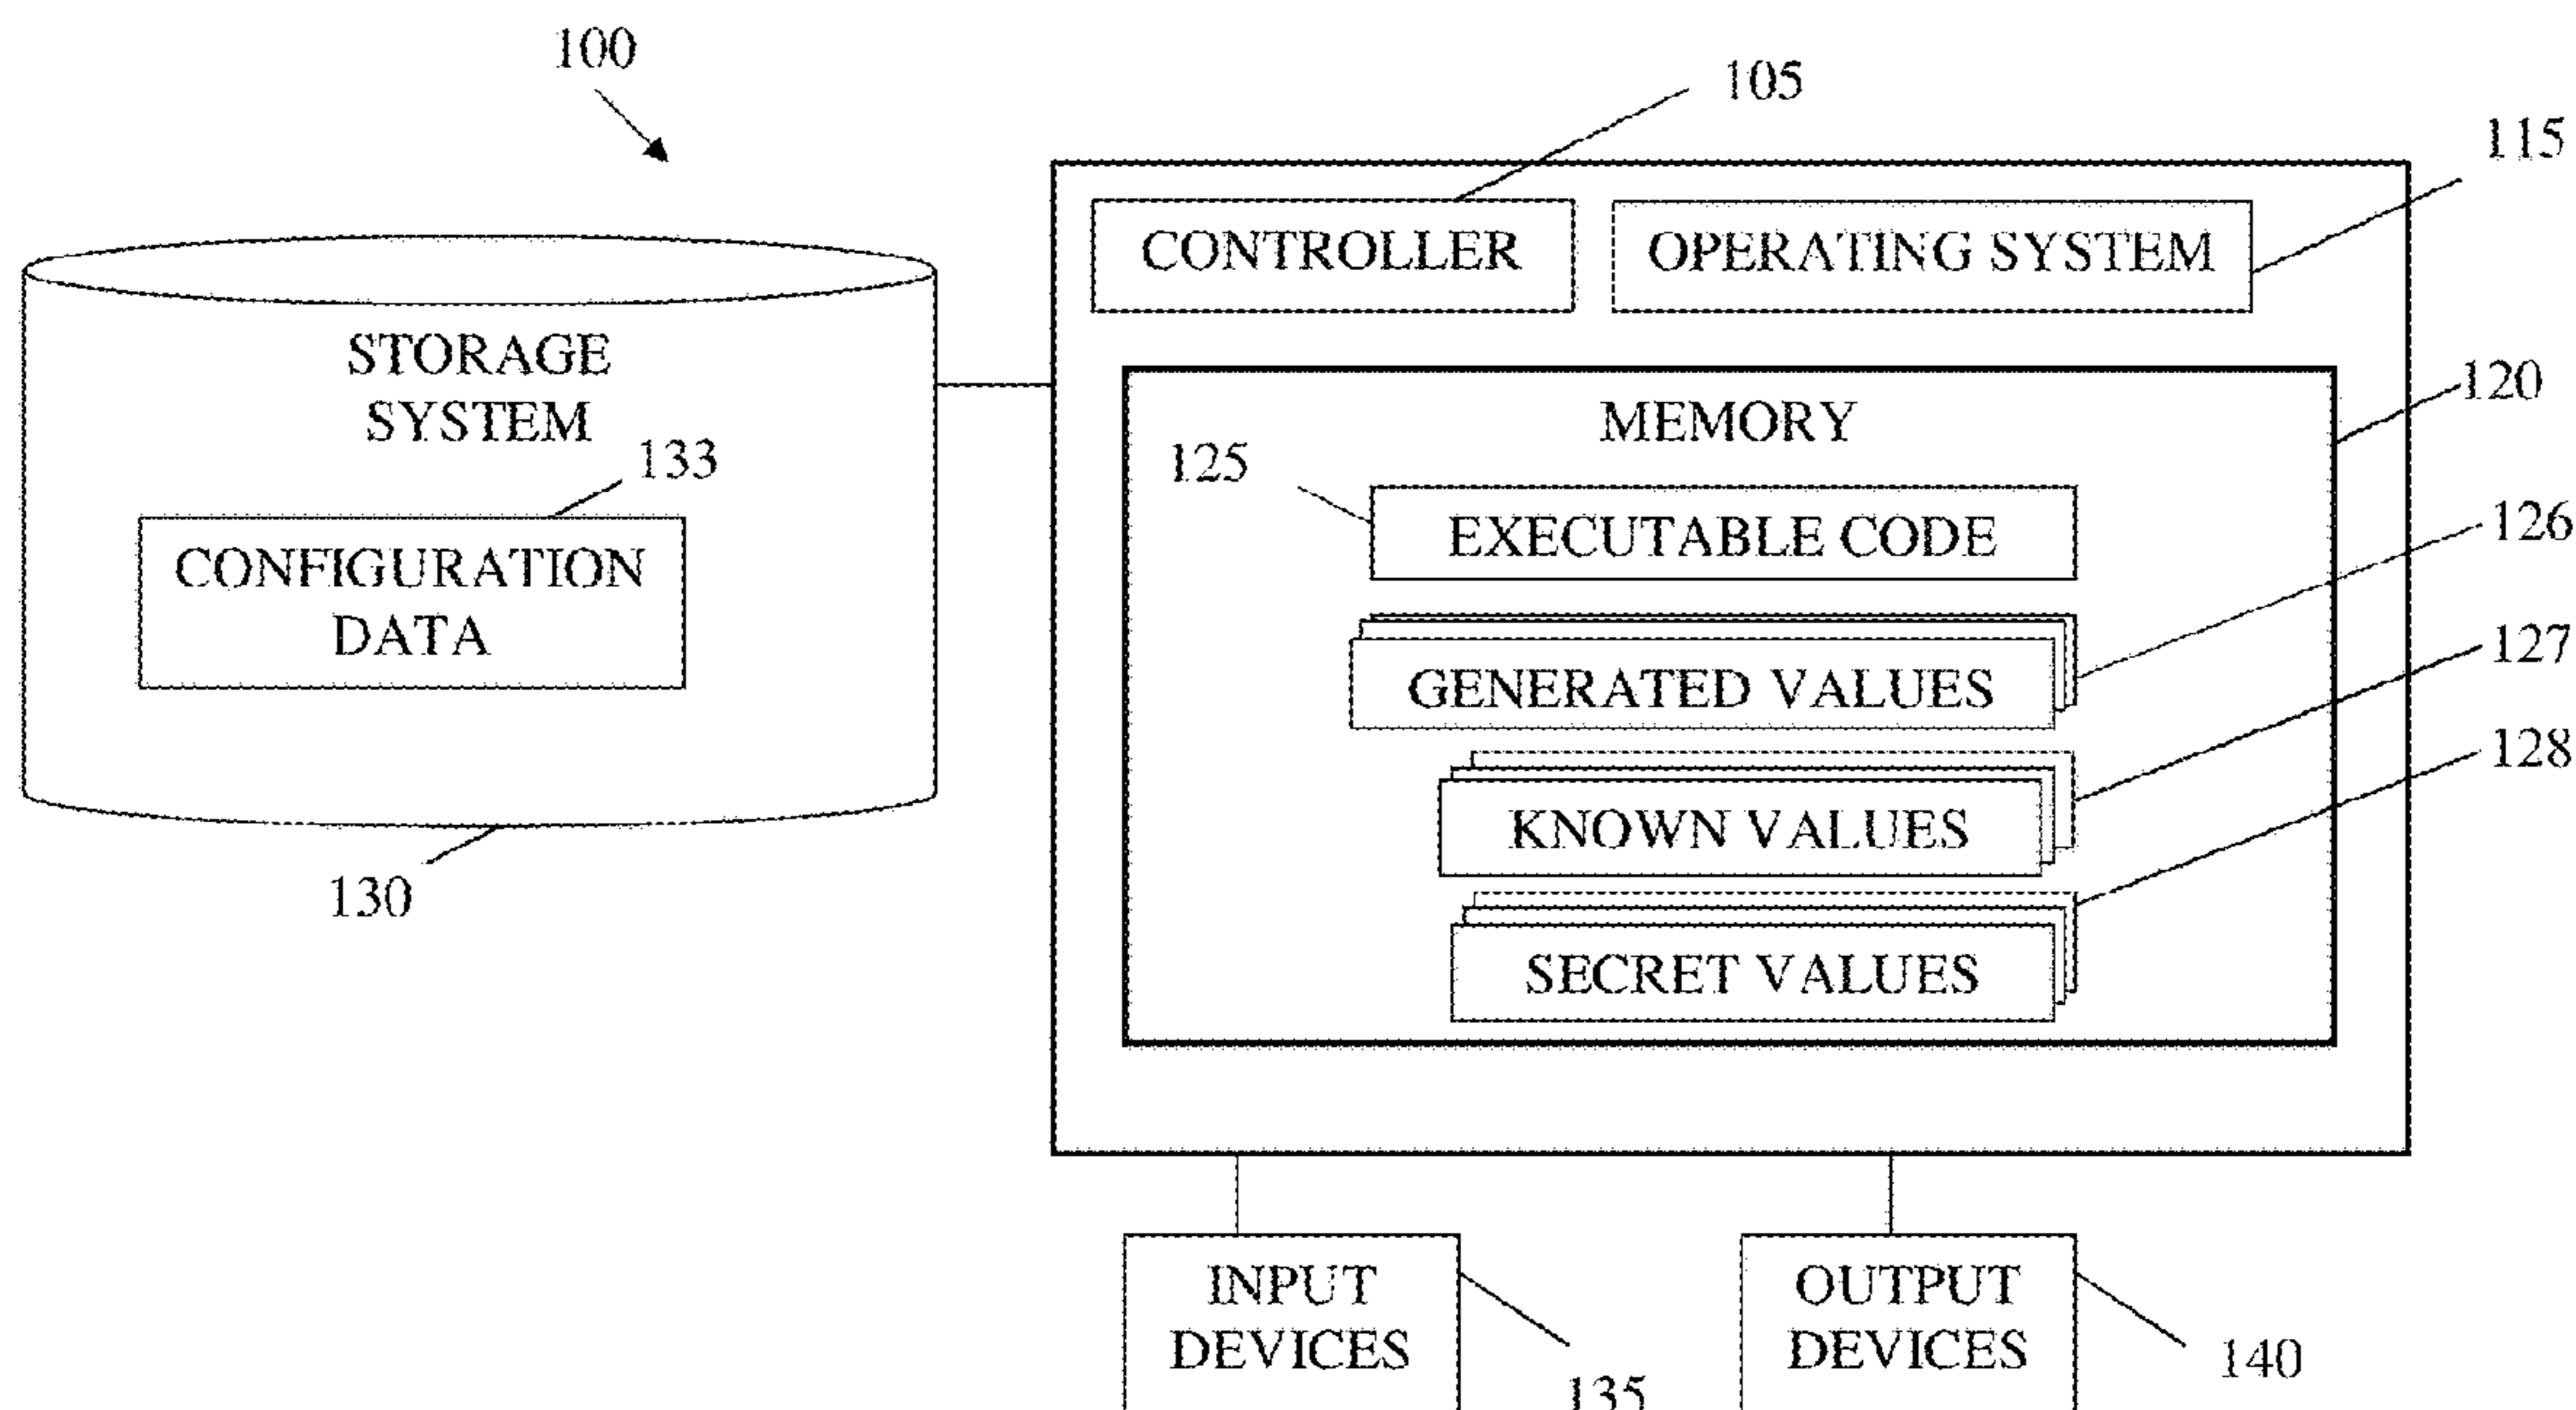 100
105
115
CONTROLLER
OPERATING SYSTEM
STORAGE
SYSTEM
133
CONFIGURATION
DATA
130
120
MEMORY
125
EXECUTABLE CODE
126
GENERATED VALUES
127
KNOWN VALUES
128
SECRET VALUES
INPUT
DEVICES
135
OUTPUT
DEVICES
140